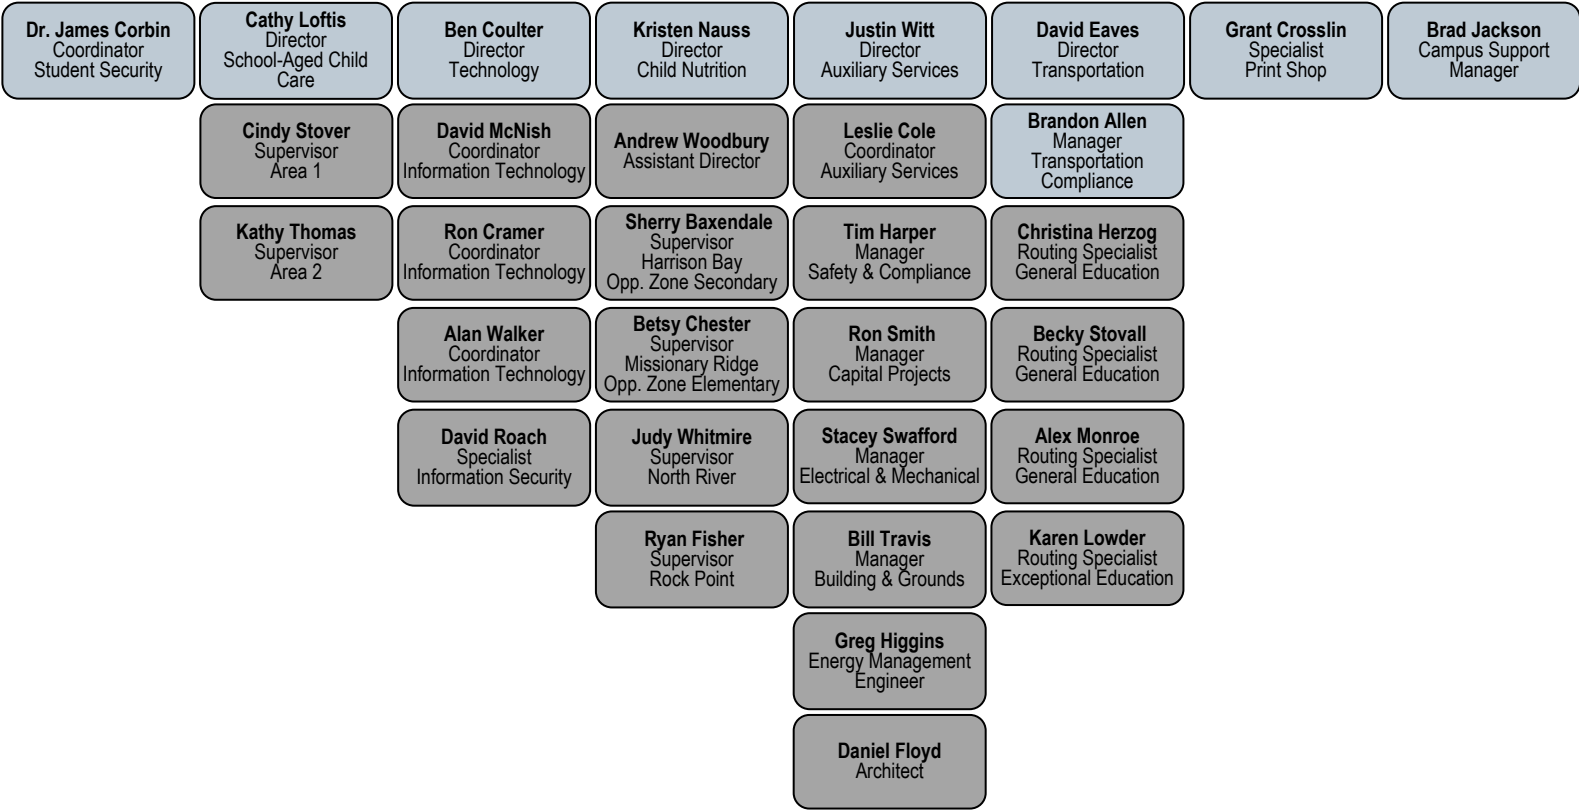 Dr. James Corbin
Coordinator
Student Security
Cathy Loftis
Director
School-Aged Child
Care
Ben Coulter
Director
Technology
Kristen Nauss
Director
Child Nutrition
Justin Witt
Director
Auxiliary Services
David Eaves
Director
Transportation
Grant Crosslin
Specialist
Print Shop
Brad Jackson
Campus Support
Manager
Cindy Stover
Supervisor
Area 1
David McNish
Coordinator
Information Technology
Andrew Woodbury
Assistant Director
Leslie Cole
Coordinator
Auxiliary Services
Brandon Allen
Manager
Transportation
Compliance
Kathy Thomas
Supervisor
Area 2
Ron Cramer
Coordinator
Information Technology
Sherry Baxendale
Supervisor
Harrison Bay
Opp. Zone Secondary
Tim Harper
Manager
Safety & Compliance
Christina Herzog
Routing Specialist
General Education
Alan Walker
Coordinator
Information Technology
Betsy Chester
Supervisor
Missionary Ridge
Opp. Zone Elementary
Ron Smith
Manager
Capital Projects
Becky Stovall
Routing Specialist
General Education
David Roach
Specialist
Information Security
Judy Whitmire
Supervisor
North River
Stacey Swafford
Manager
Electrical & Mechanical
Alex Monroe
Routing Specialist
General Education
Ryan Fisher
Supervisor
Rock Point
Bill Travis
Manager
Building & Grounds
Karen Lowder
Routing Specialist
Exceptional Education
Greg Higgins
Energy Management
Engineer
Daniel Floyd
Architect